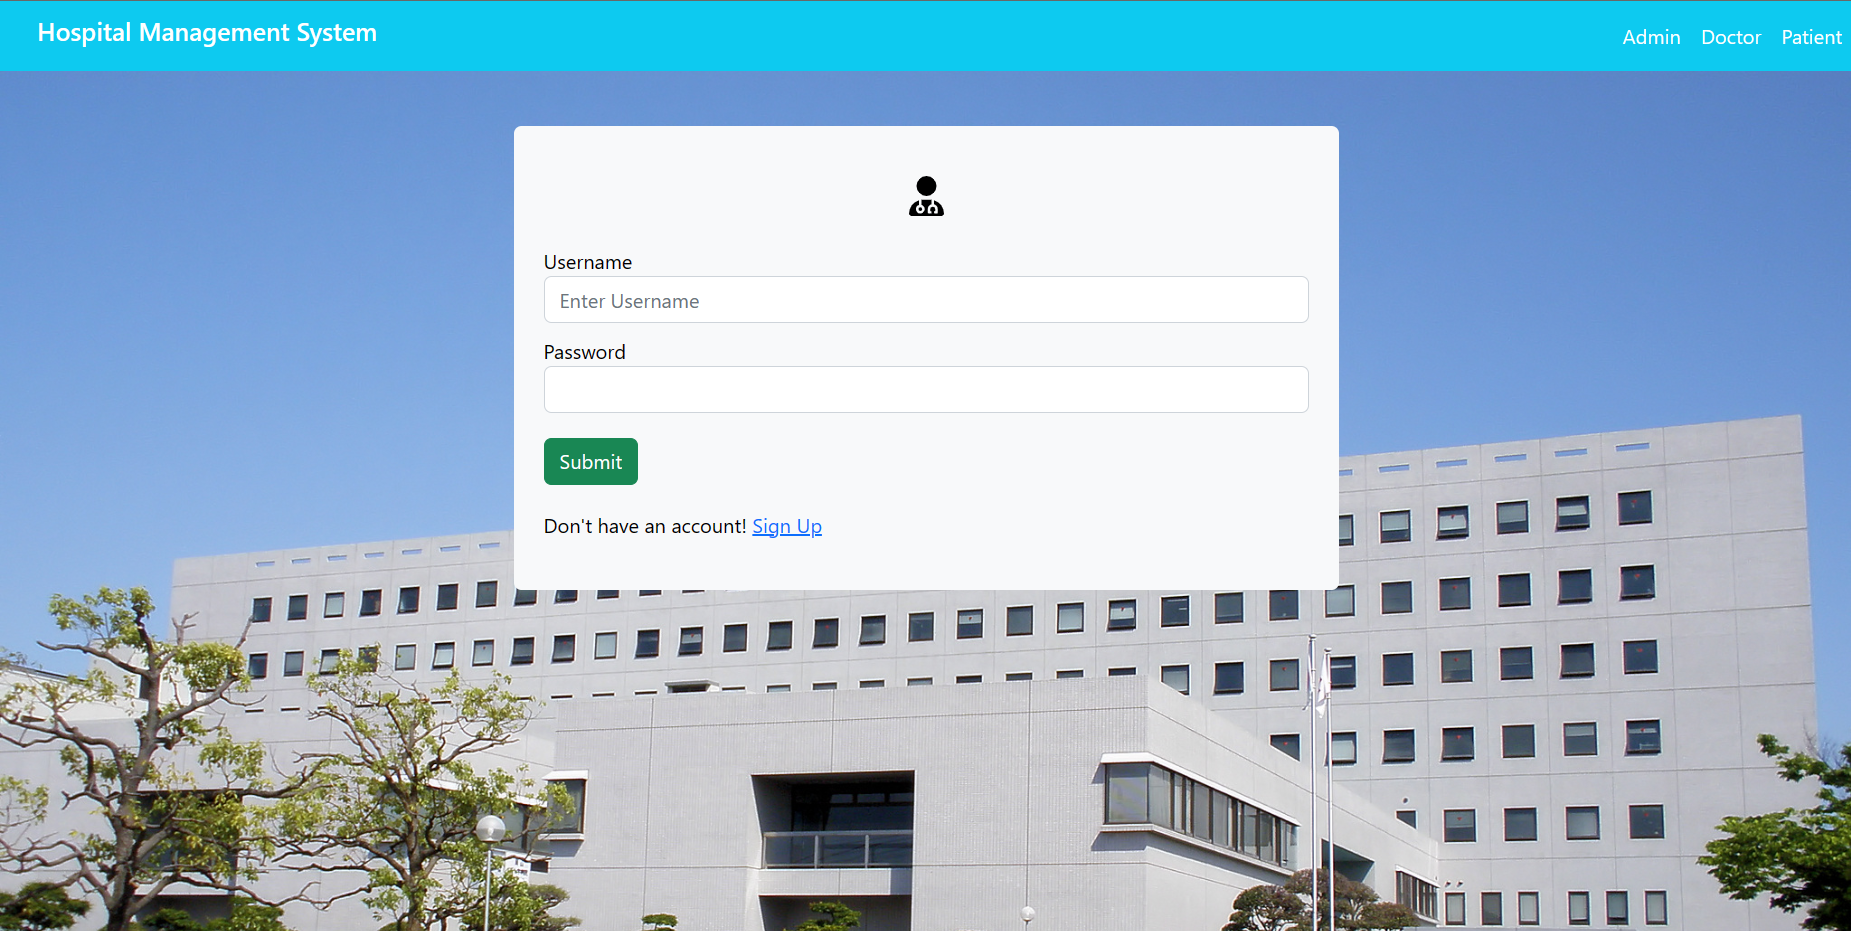 Hospital Management System
Admin Doctor Patient
Username
Enter Username
Password
Submit
Don't have an account! Sign Up